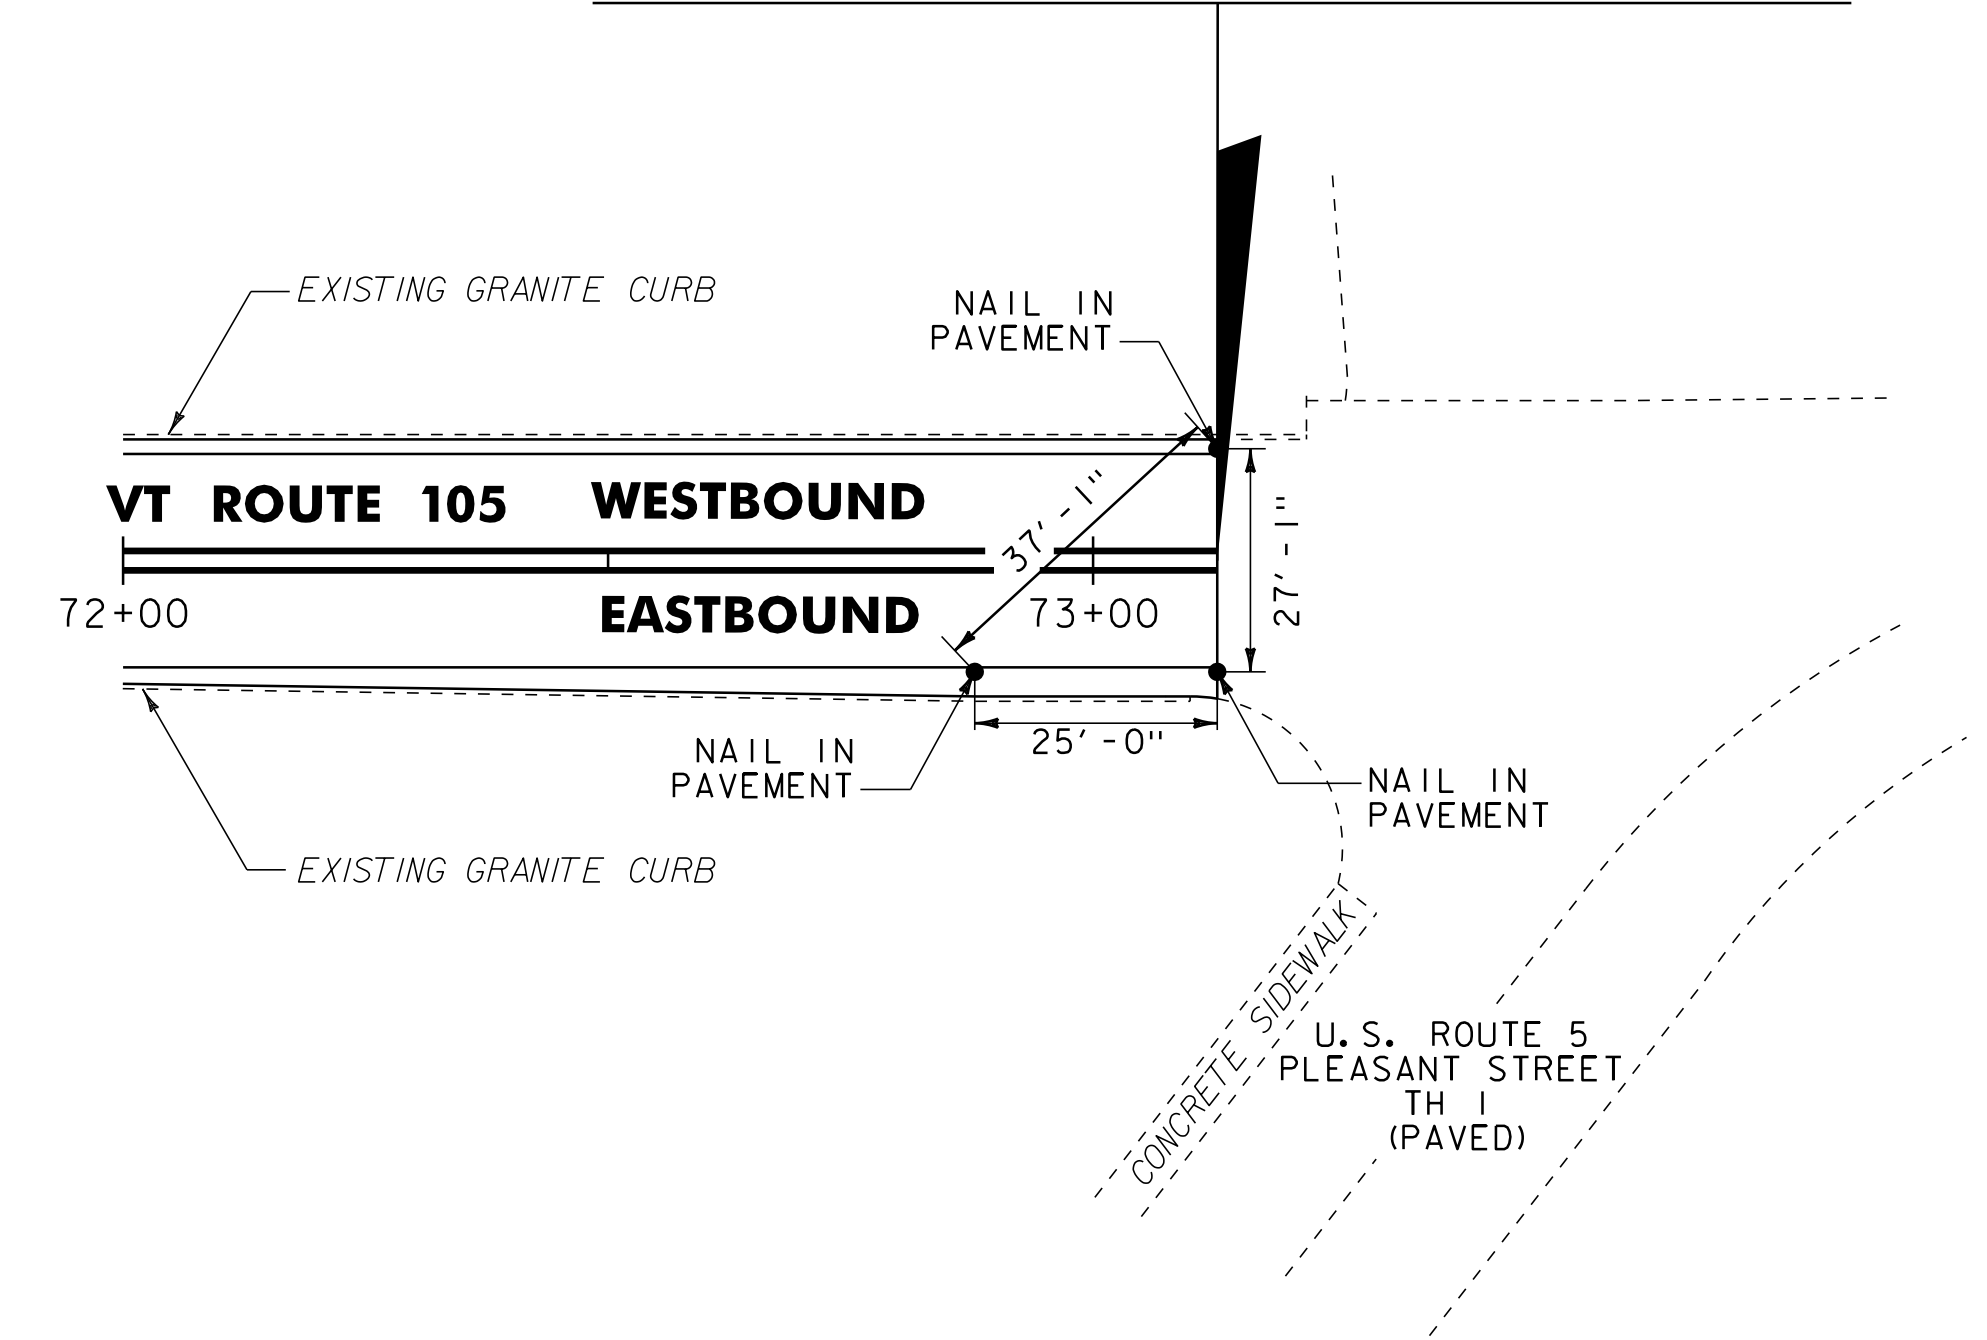 EXISTING GRANITE CURB
NAIL IN
PAVEMENT
VT ROUTE 105 WESTBOUND
37'-1"
27'-1"
72+00
EASTBOUND
73+00
25'-0"
NAIL IN
PAVEMENT
NAIL IN
PAVEMENT
EXISTING GRANITE CURB
CONCRETE SIDEWALK
U.S. ROUTE 5
PLEASANT STREET
TH 1
(PAVED)